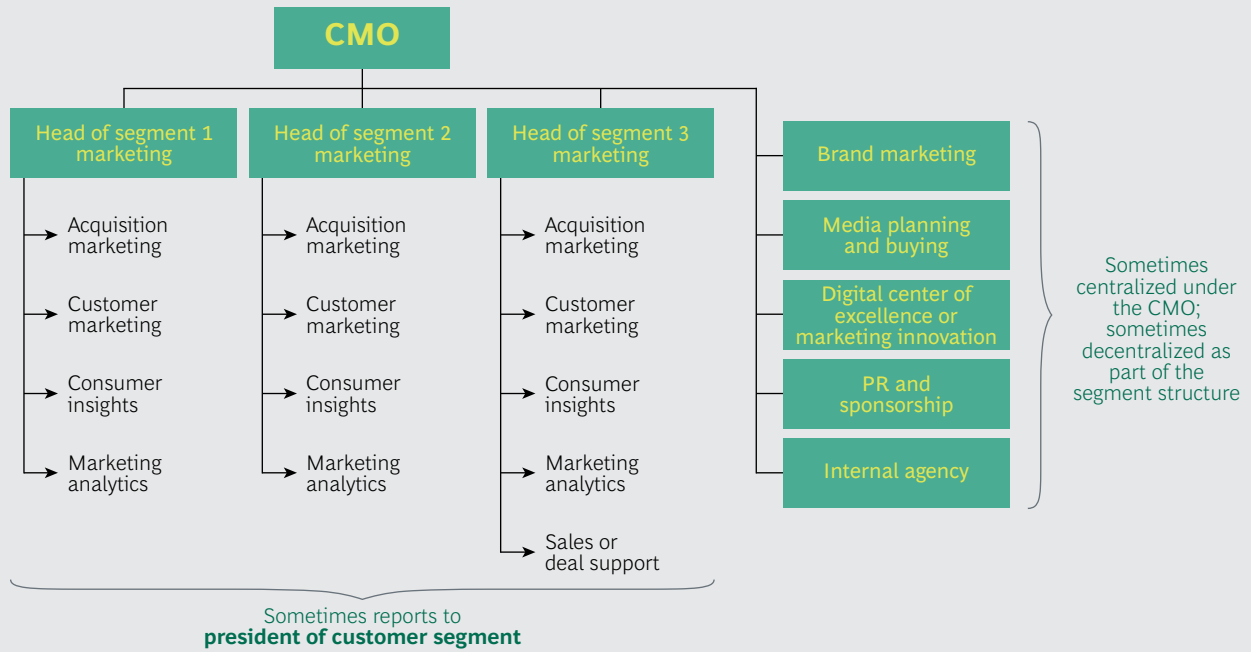 CMO
Head of segment 1
marketing
Acquisition
marketing
Customer
marketing
Consumer
insights
Marketing
analytics
Head of segment 2
marketing
Acquisition
marketing
Customer
marketing
Consumer
insights
Marketing
analytics
Head of segment 3
marketing
Acquisition
marketing
Customer
marketing
Consumer
insights
Marketing
analytics
Sales or
deal support
Sometimes reports to
president of customer segment
Brand marketing
Media planning
and buying
Digital center of
excellence or
marketing innovation
PR and
sponsorship
Internal agency
Sometimes
centralized under
the CMO;
sometimes
decentralized as
part of the
segment structure